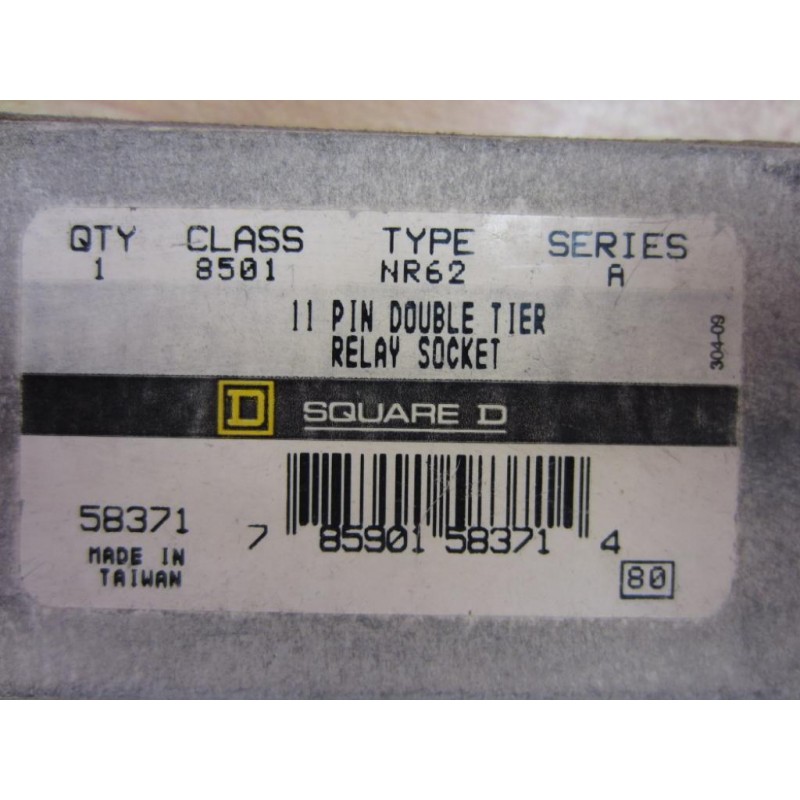 QTY CLASS TYPE SERIES
1 8501 NR62 A
11 PIN DOUBLE TIER
RELAY SOCKET
304-09
D SQUARE D
58371
MADE IN
TAIWAN
7 85901 58371 4
80